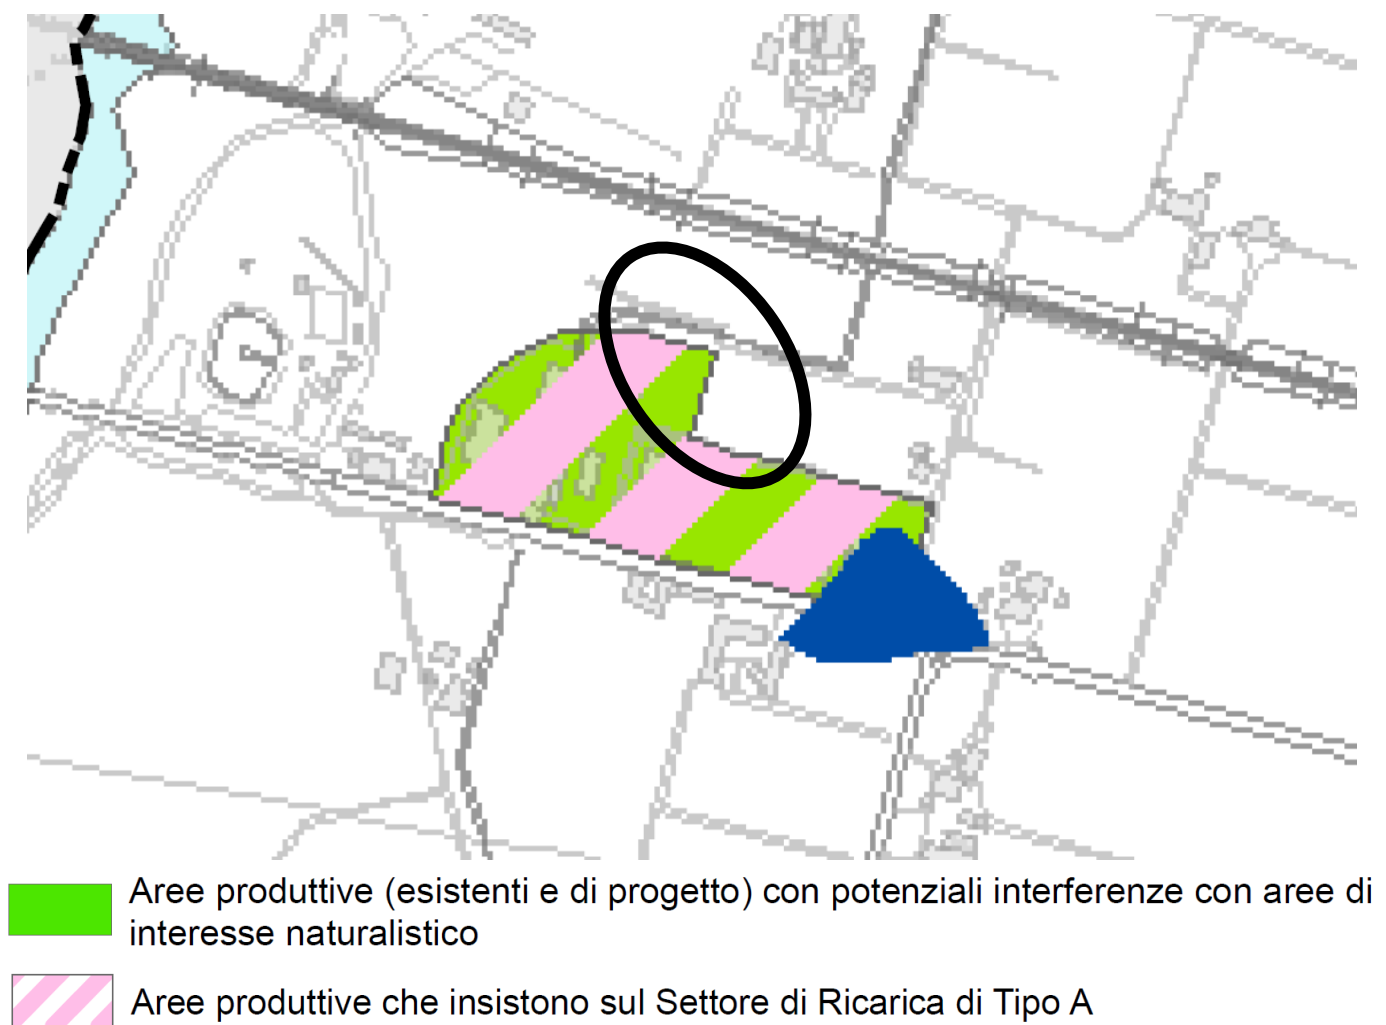 Aree produttive (esistenti e di progetto) con potenziali interferenze con aree di
interesse naturalistico
Aree produttive che insistono sul Settore di Ricarica di Tipo A